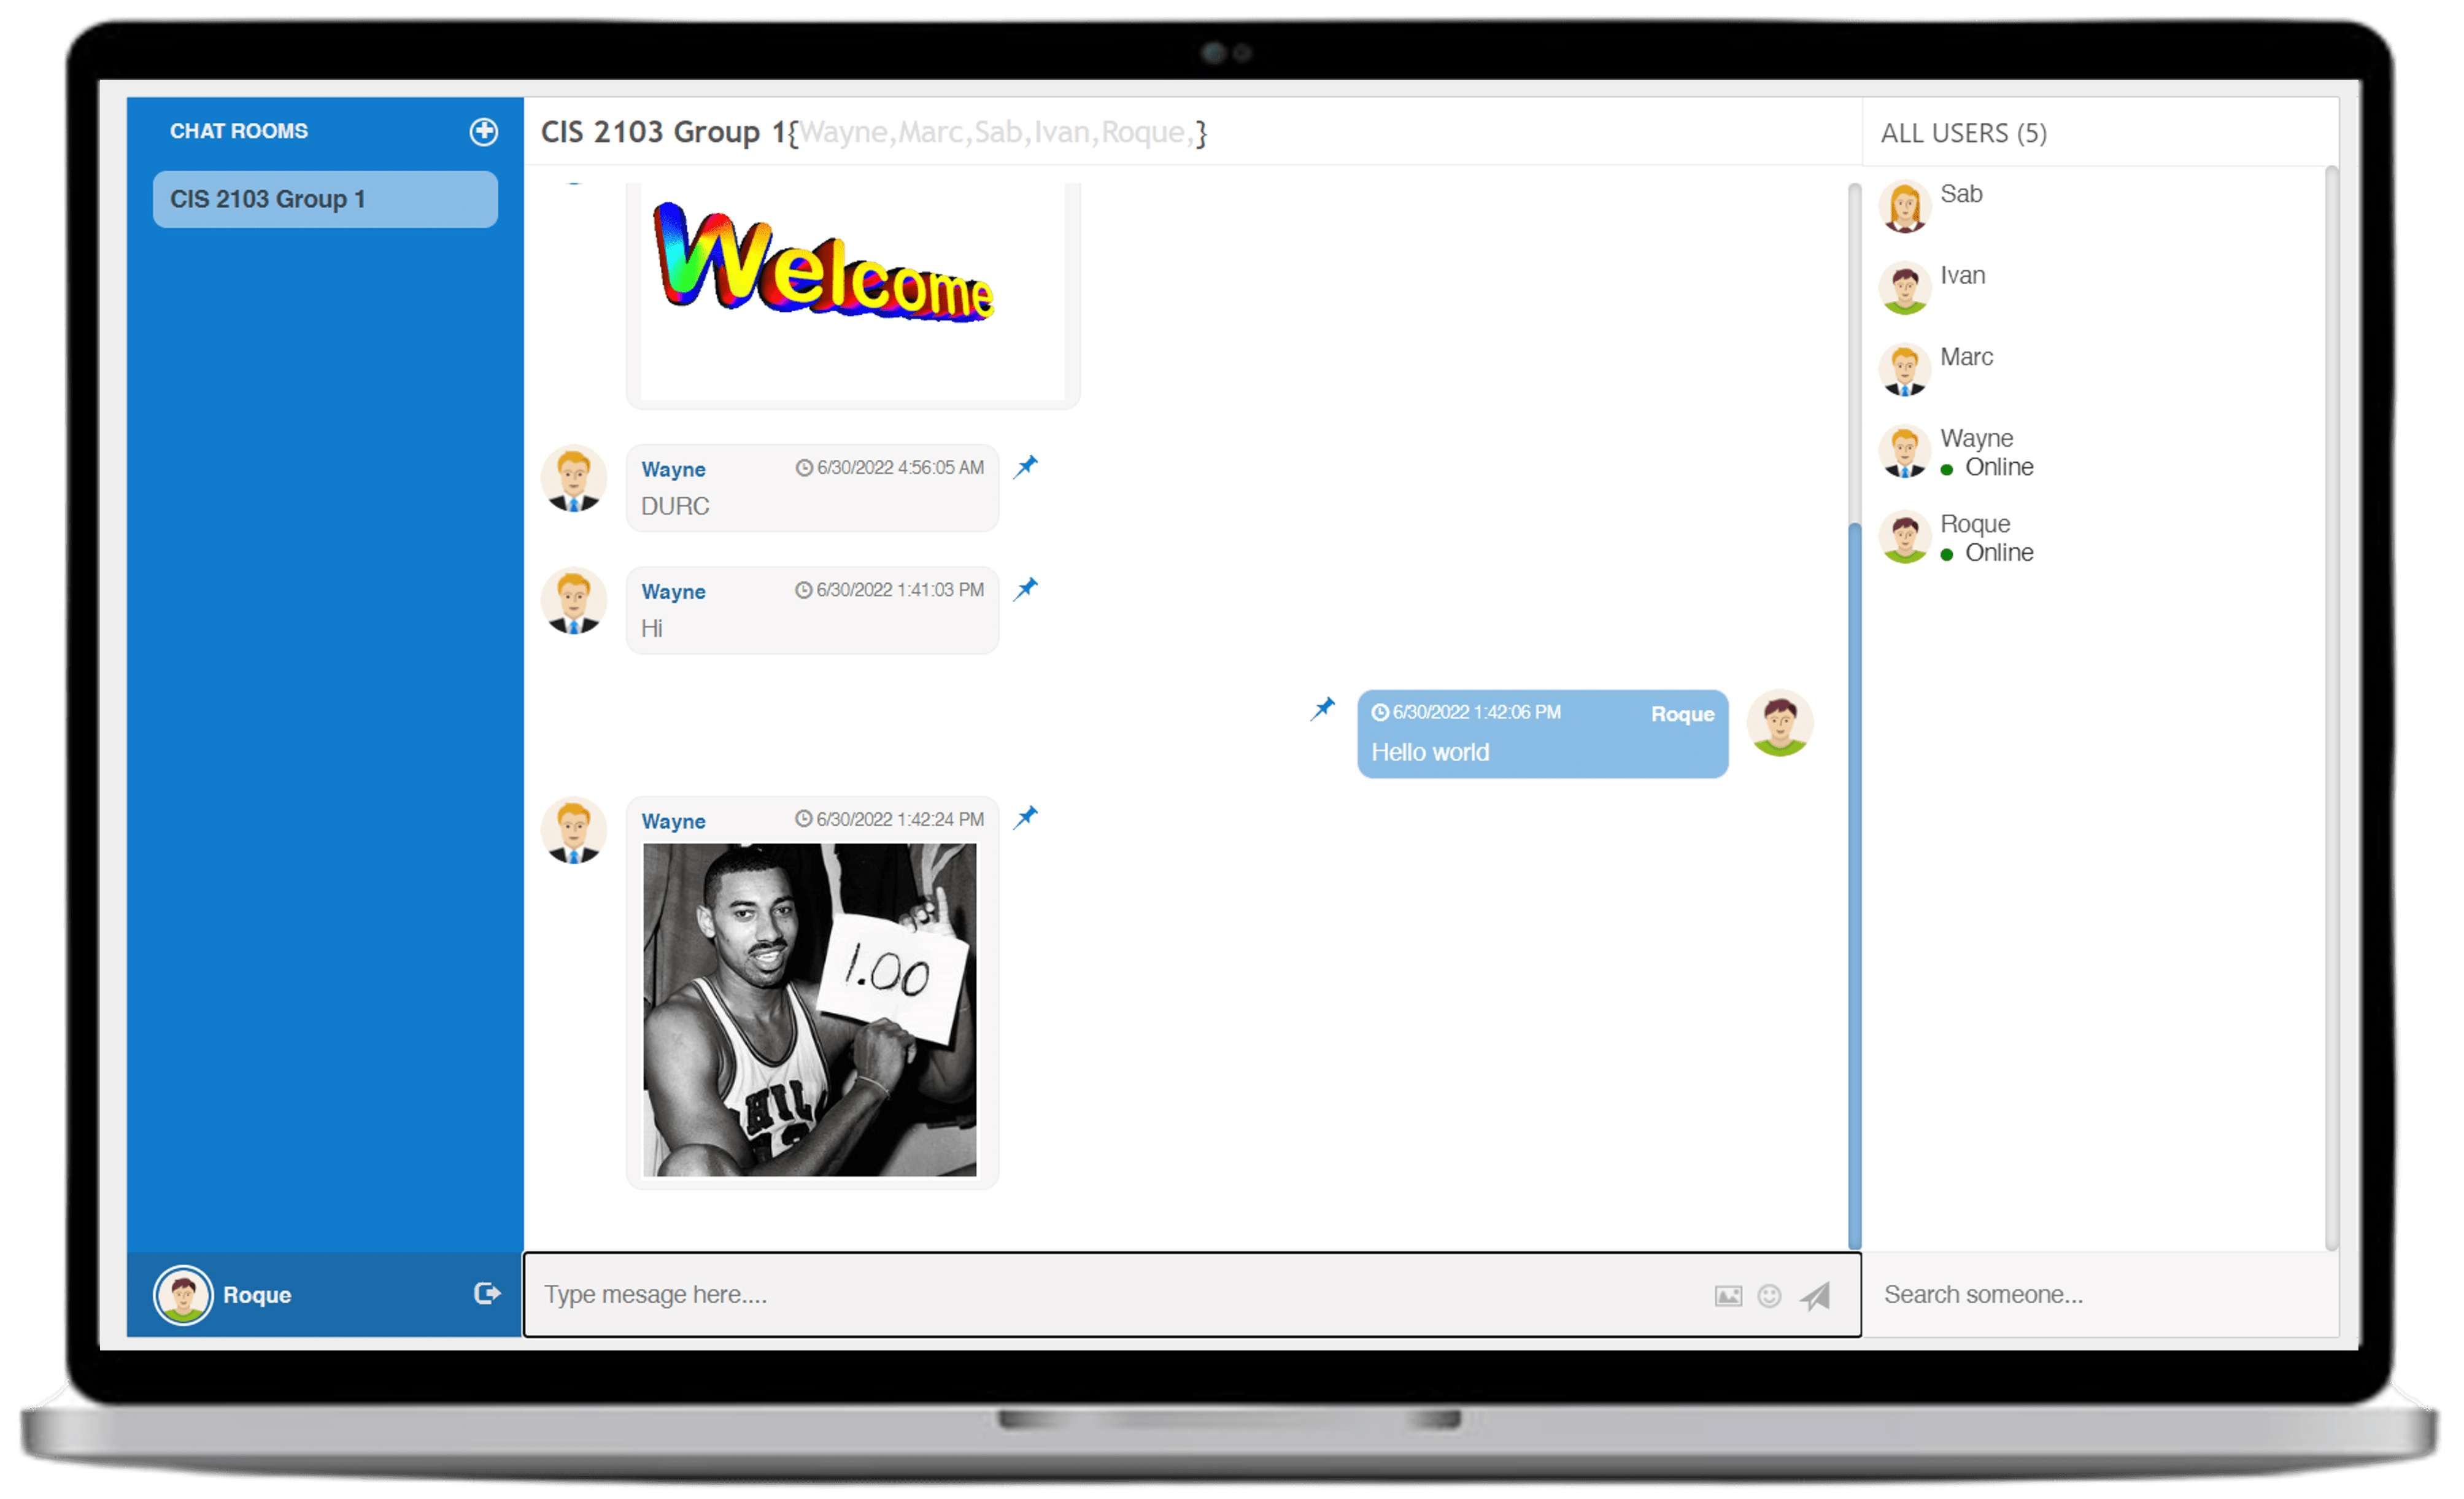 CHAT ROOMS
CIS 2103 Group 1
CIS 2103 Group 1{Wayne,Marc,Sab,Ivan,Roque,}
Welcome
Wayne 6/30/2022 4:56:05 AM
DURC
Wayne 6/30/2022 1:41:03 PM
Hi
6/30/2022 1:42:06 PM Roque
Hello world
Wayne 6/30/2022 1:42:24 PM
1.00
HIL
ALL USERS (5)
Sab
Ivan
Marc
Wayne
Online
Roque
Online
Roque
Type mesage here....
Search someone...